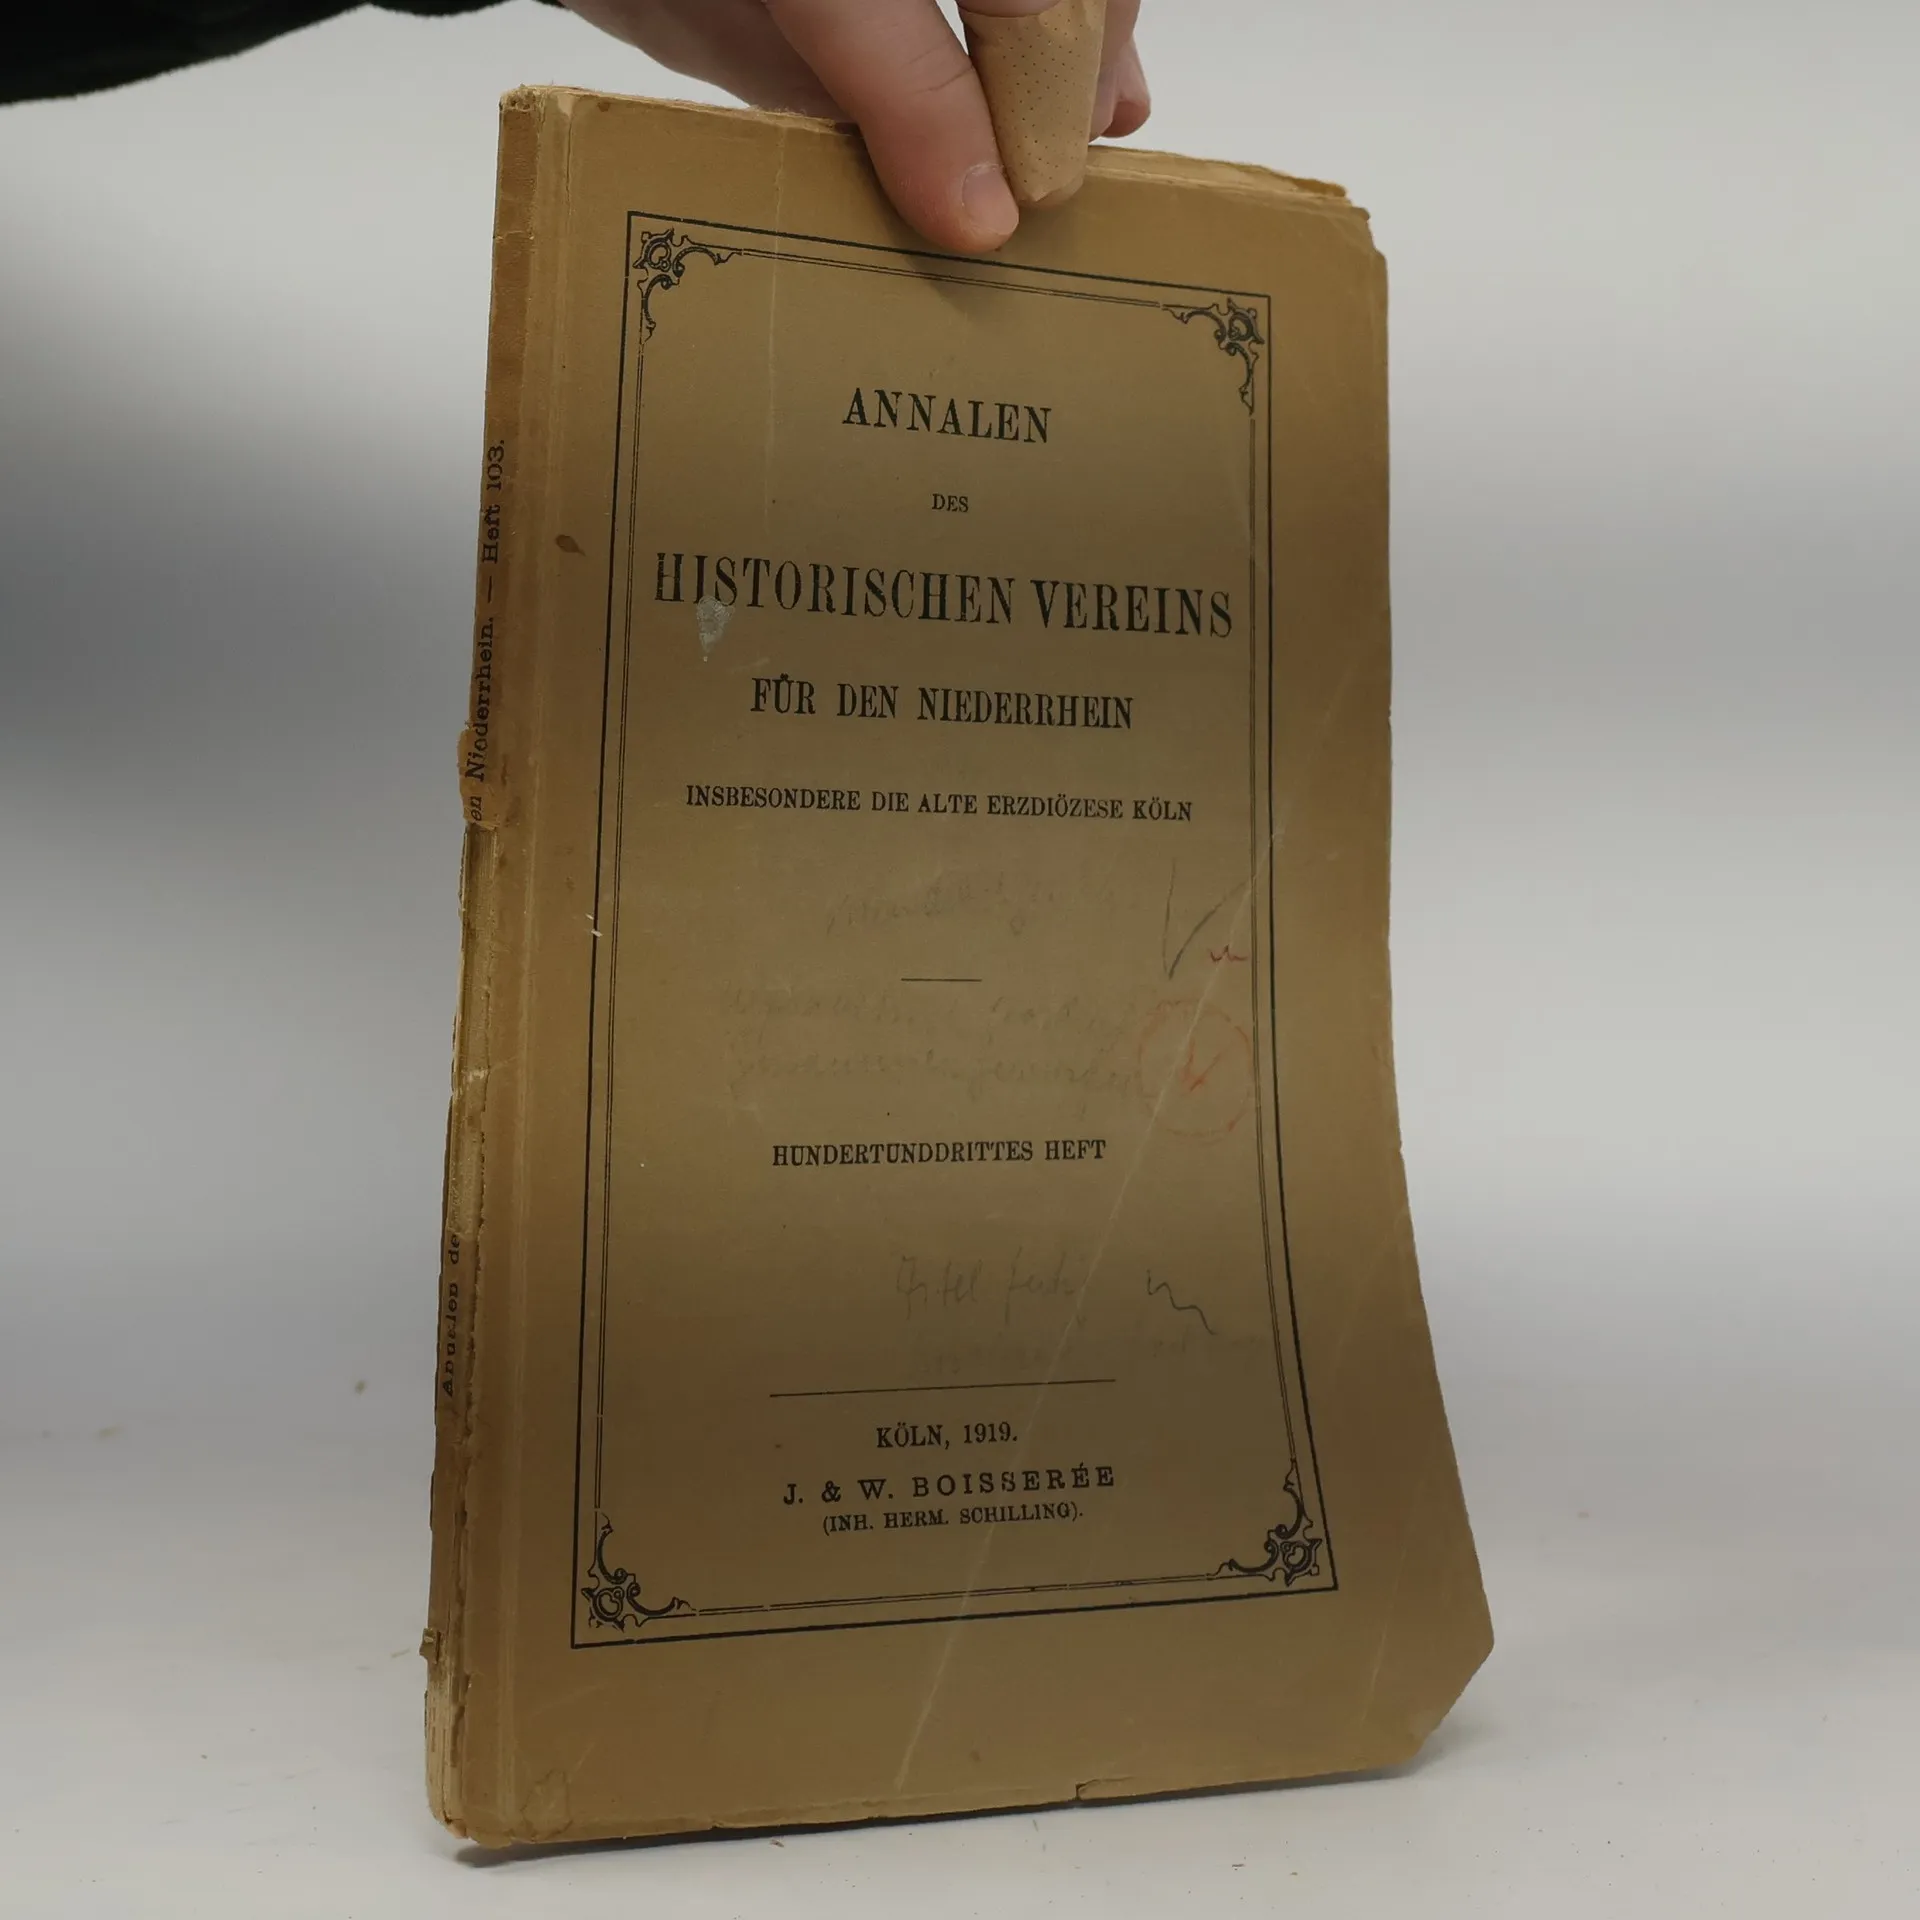 ANNALEN
DES
HISTORISCHEN VEREINS
FÜR DEN NIEDERRHEIN
INSBESONDERE DIE ALTE ERZDIÖZESE KÖLN
HUNDERTUNDDRITTES HEFT
KÖLN, 1919.
J. & W. BOISSERÉE
(INH. HERM. SCHILLING).
Annalen de
en Niederrhein. — Heft 103.